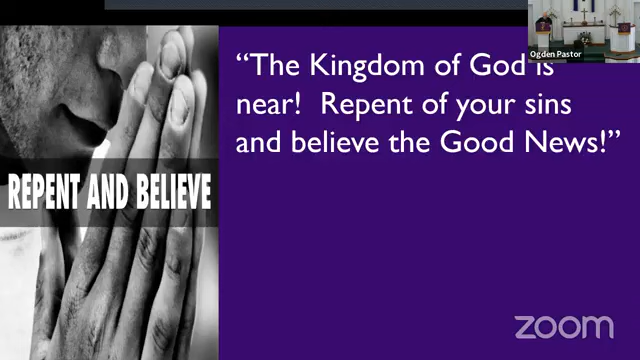 “The Kingdom of God is
near! Repent of your sins
and believe the Good News!”
REPENT AND BELIEVE
Ogden Pastor
zoom